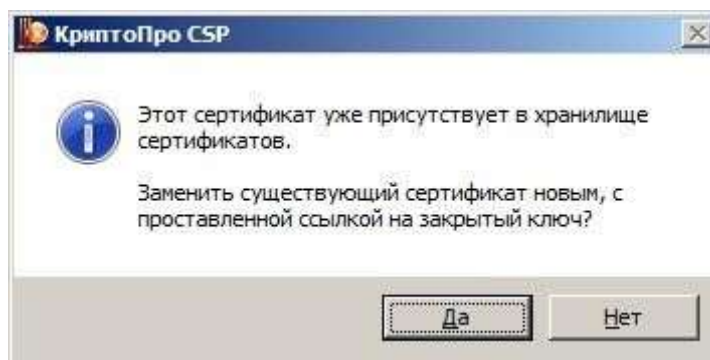 КриптоПро CSP
Этот сертификат уже присутствует в хранилище
сертификатов.
Заменить существующий сертификат новым, с
проставленной ссылкой на закрытый ключ?
Да
Нет